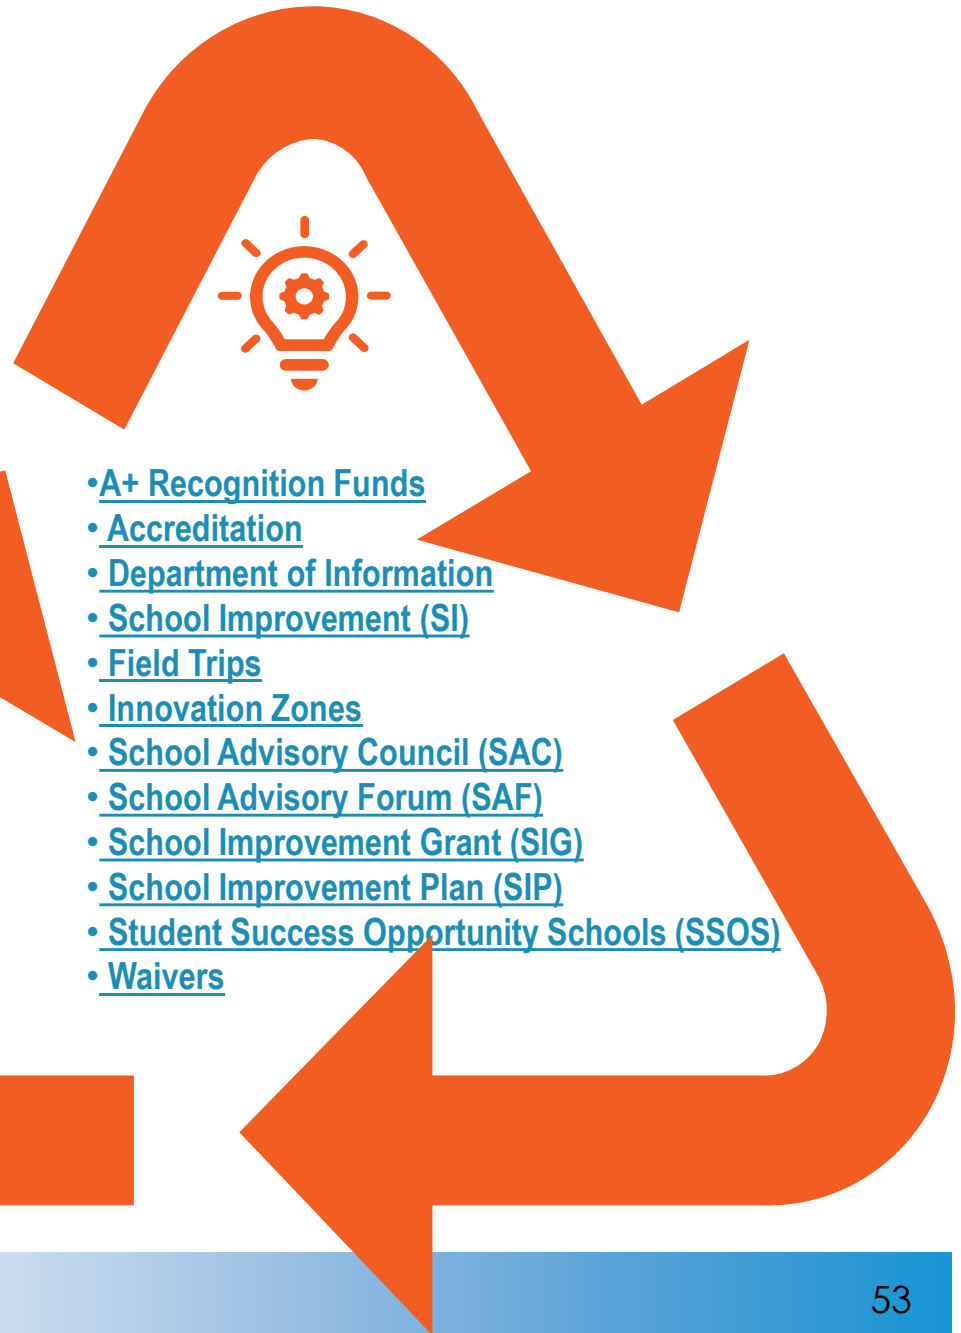 •A+ Recognition Funds
• Accreditation
• Department of Information
• School Improvement (SI)
• Field Trips
• Innovation Zones
• School Advisory Council (SAC)
• School Advisory Forum (SAF)
• School Improvement Grant (SIG)
• School Improvement Plan (SIP)
• Student Success Opportunity Schools (SSOS)
• Waivers
53